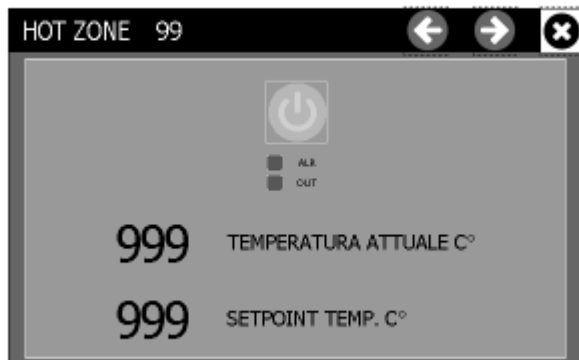 HOT ZONE 99
ALR
OUT
999 TEMPERATURA ATTUALE C°
999 SETPOINT TEMP. C°